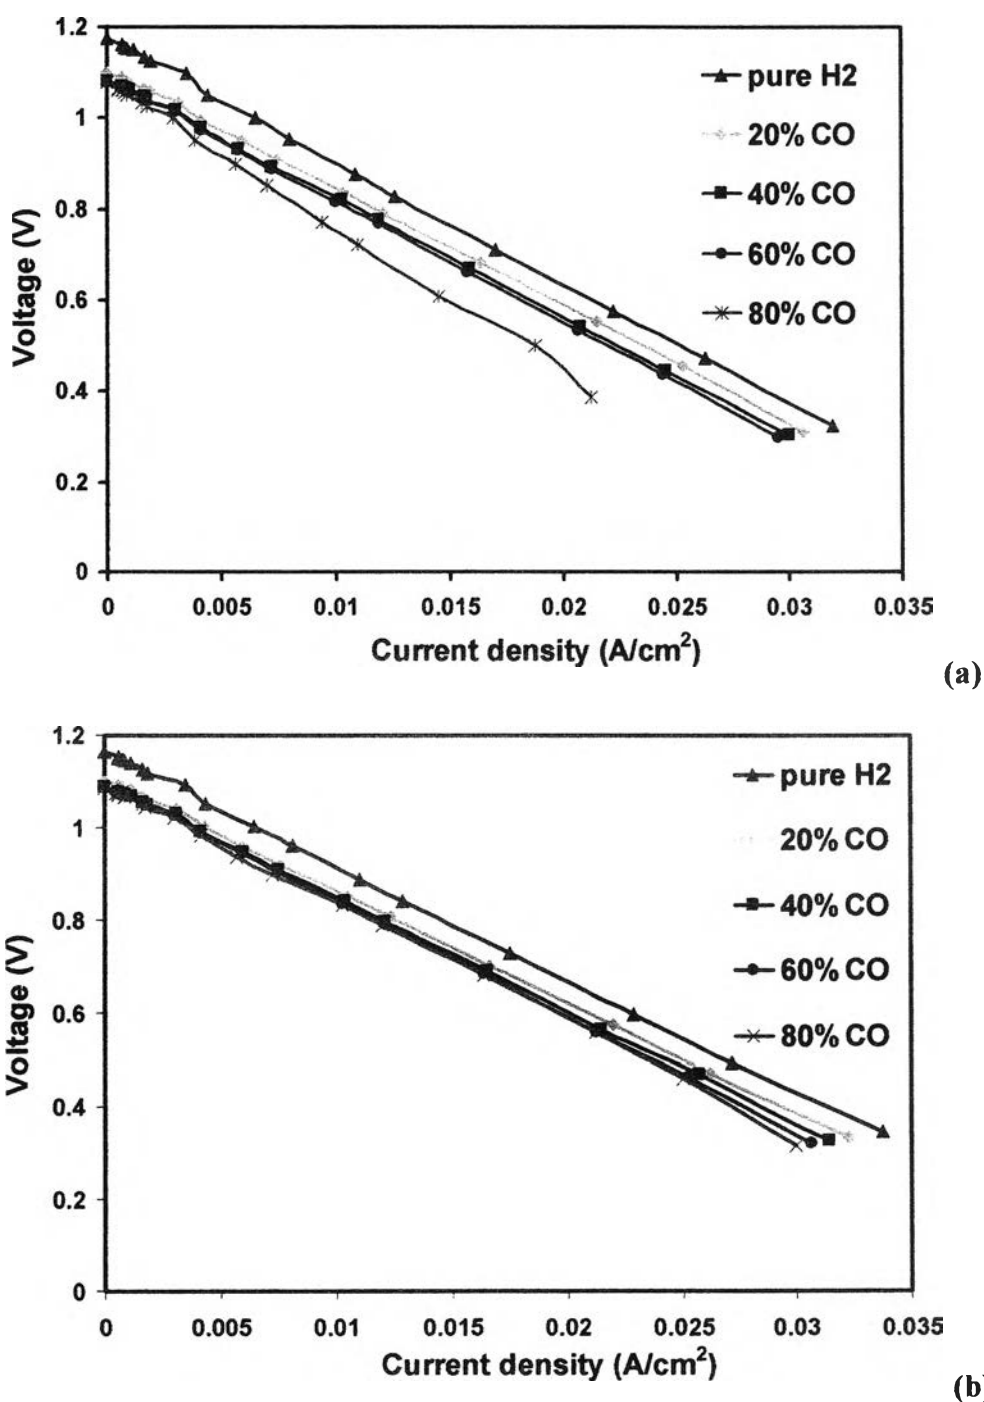 1.2
1
0.8
0.6
0.4
0.2
0
Voltage (V)
pure H2
20% CO
40% CO
60% CO
80% CO
0 0.005 0.01 0.015 0.02 0.025 0.03 0.035
Current density (A/cm²)
(a)
1.2
1
0.8
0.6
0.4
0.2
0
Voltage (V)
pure H2
20% CO
40% CO
60% CO
80% CO
0 0.005 0.01 0.015 0.02 0.025 0.03 0.035
Current density (A/cm²)
(b)